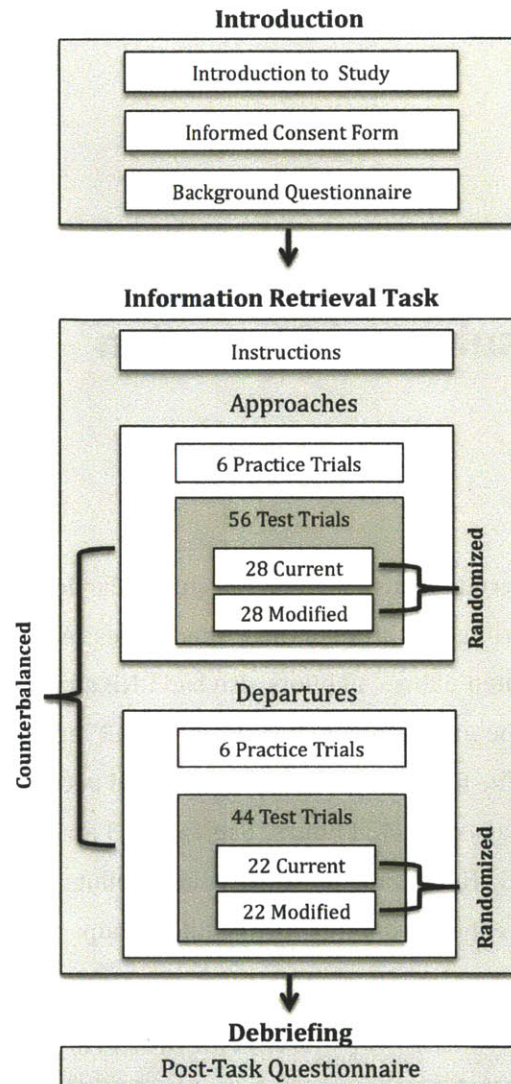 Introduction
Introduction to Study
Informed Consent Form
Background Questionnaire
Information Retrieval Task
Instructions
Approaches
6 Practice Trials
56 Test Trials
28 Current
28 Modified
Randomized
Counterbalanced
Departures
6 Practice Trials
44 Test Trials
22 Current
22 Modified
Randomized
Debriefing
Post-Task Questionnaire